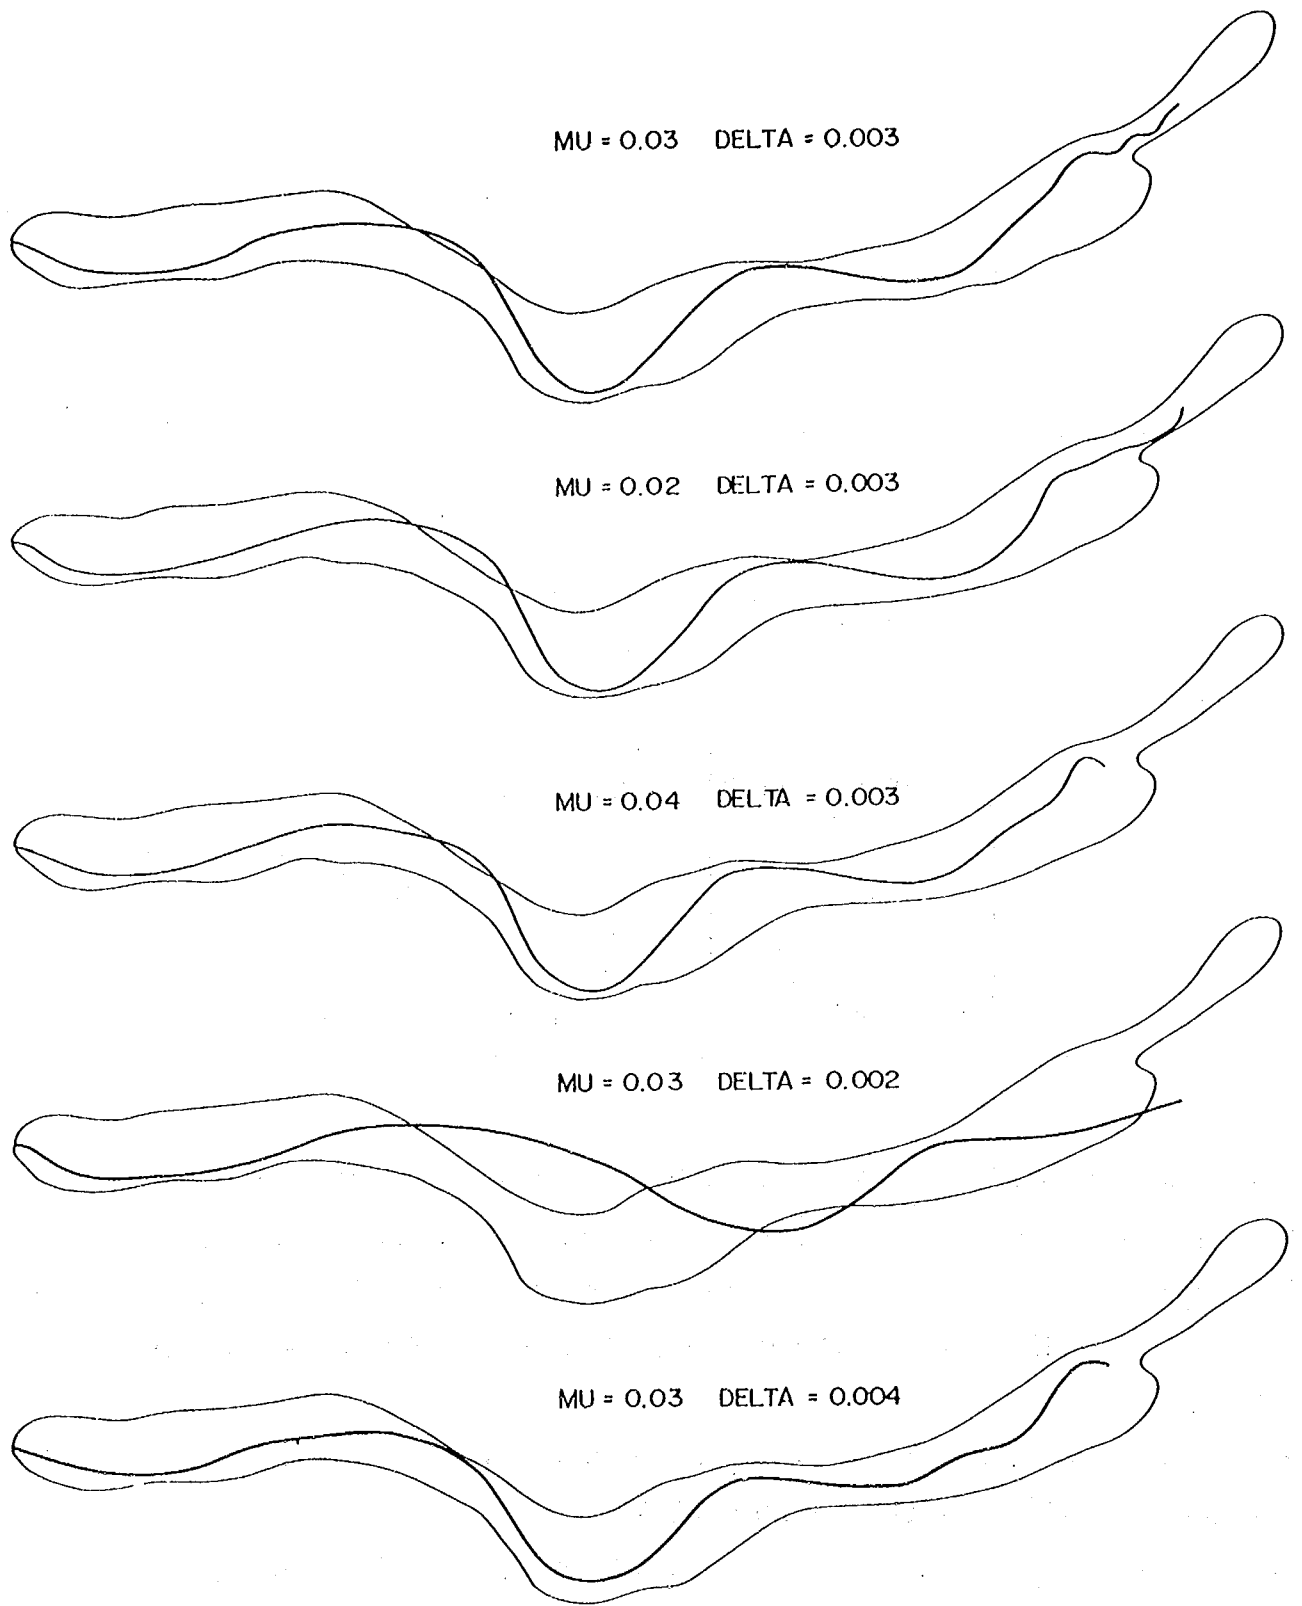 MU = 0.03 DELTA = 0.003
MU = 0.02 DELTA = 0.003
MU = 0.04 DELTA = 0.003
MU = 0.03 DELTA = 0.002
MU = 0.03 DELTA = 0.004